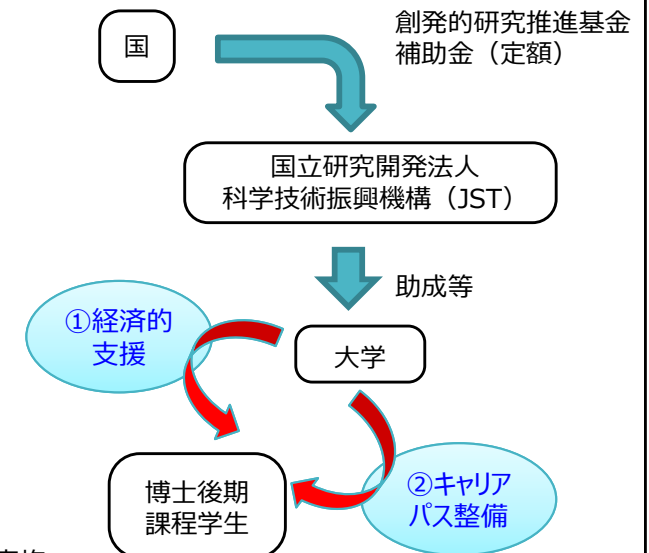 国
創発的研究推進基金
補助金（定額）
国立研究開発法人
科学技術振興機構（JST）
助成等
①経済的
支援
大学
博士後期
課程学生
②キャリア
パス整備